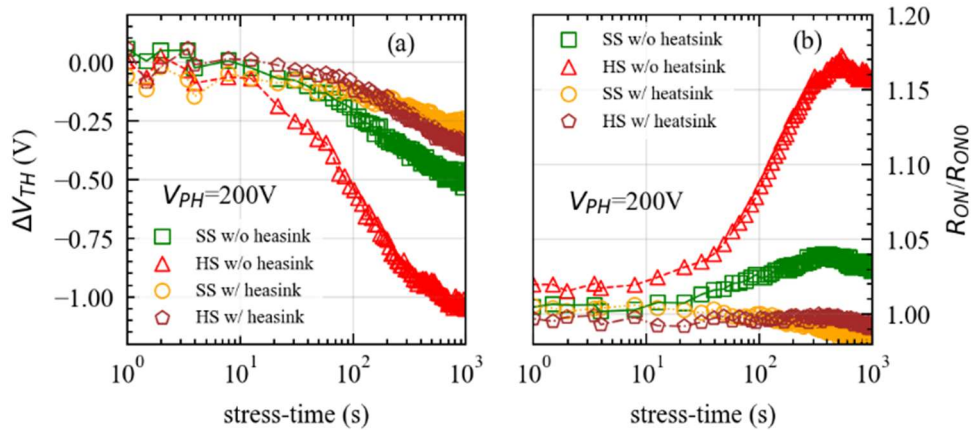 (a)
0.00
−0.25
−0.50
−0.75
−1.00
ΔV_TH (V)
V_PH=200V
SS w/o heasink
HS w/o heasink
SS w/ heasink
HS w/ heasink
10^0 10^1 10^2 10^3
stress-time (s)
(b)
SS w/o heatsink
HS w/o heatsink
SS w/ heatsink
HS w/ heatsink
V_PH=200V
1.20
1.15
1.10
1.05
1.00
R_ON/R_ON0
10^0 10^1 10^2 10^3
stress-time (s)